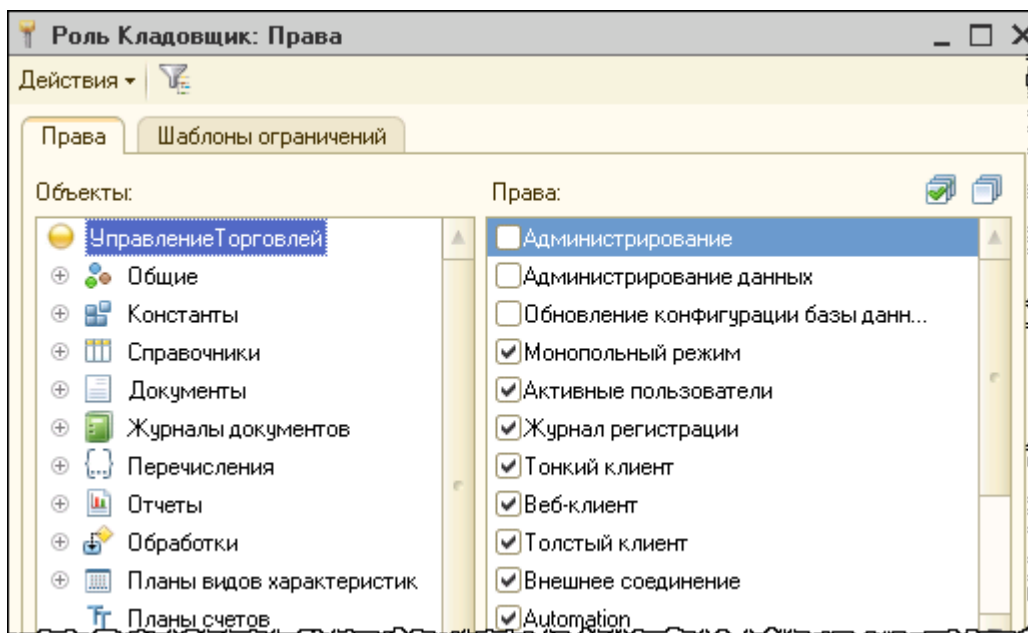 Роль Кладовщик: Права
Действия
Права
Шаблоны ограничений
Объекты:
УправлениеТорговлей
Общие
Константы
Справочники
Документы
Журналы документов
Перечисления
Отчеты
Обработки
Планы видов характеристик
Планы счетов
Права:
Администрирование
Администрирование данных
Обновление конфигурации базы данн...
Монопольный режим
Активные пользователи
Журнал регистрации
Тонкий клиент
Веб-клиент
Толстый клиент
Внешнее соединение
Automation